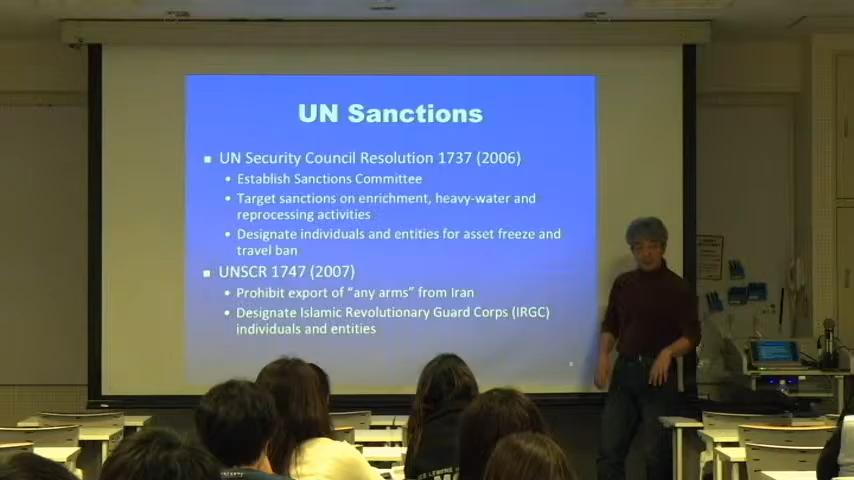 UN Sanctions
UN Security Council Resolution 1737 (2006)
Establish Sanctions Committee
Target sanctions on enrichment, heavy-water and
reprocessing activities
Designate individuals and entities for asset freeze and
travel ban
UNSCR 1747 (2007)
Prohibit export of “any arms” from Iran
Designate Islamic Revolutionary Guard Corps (IRGC)
individuals and entities